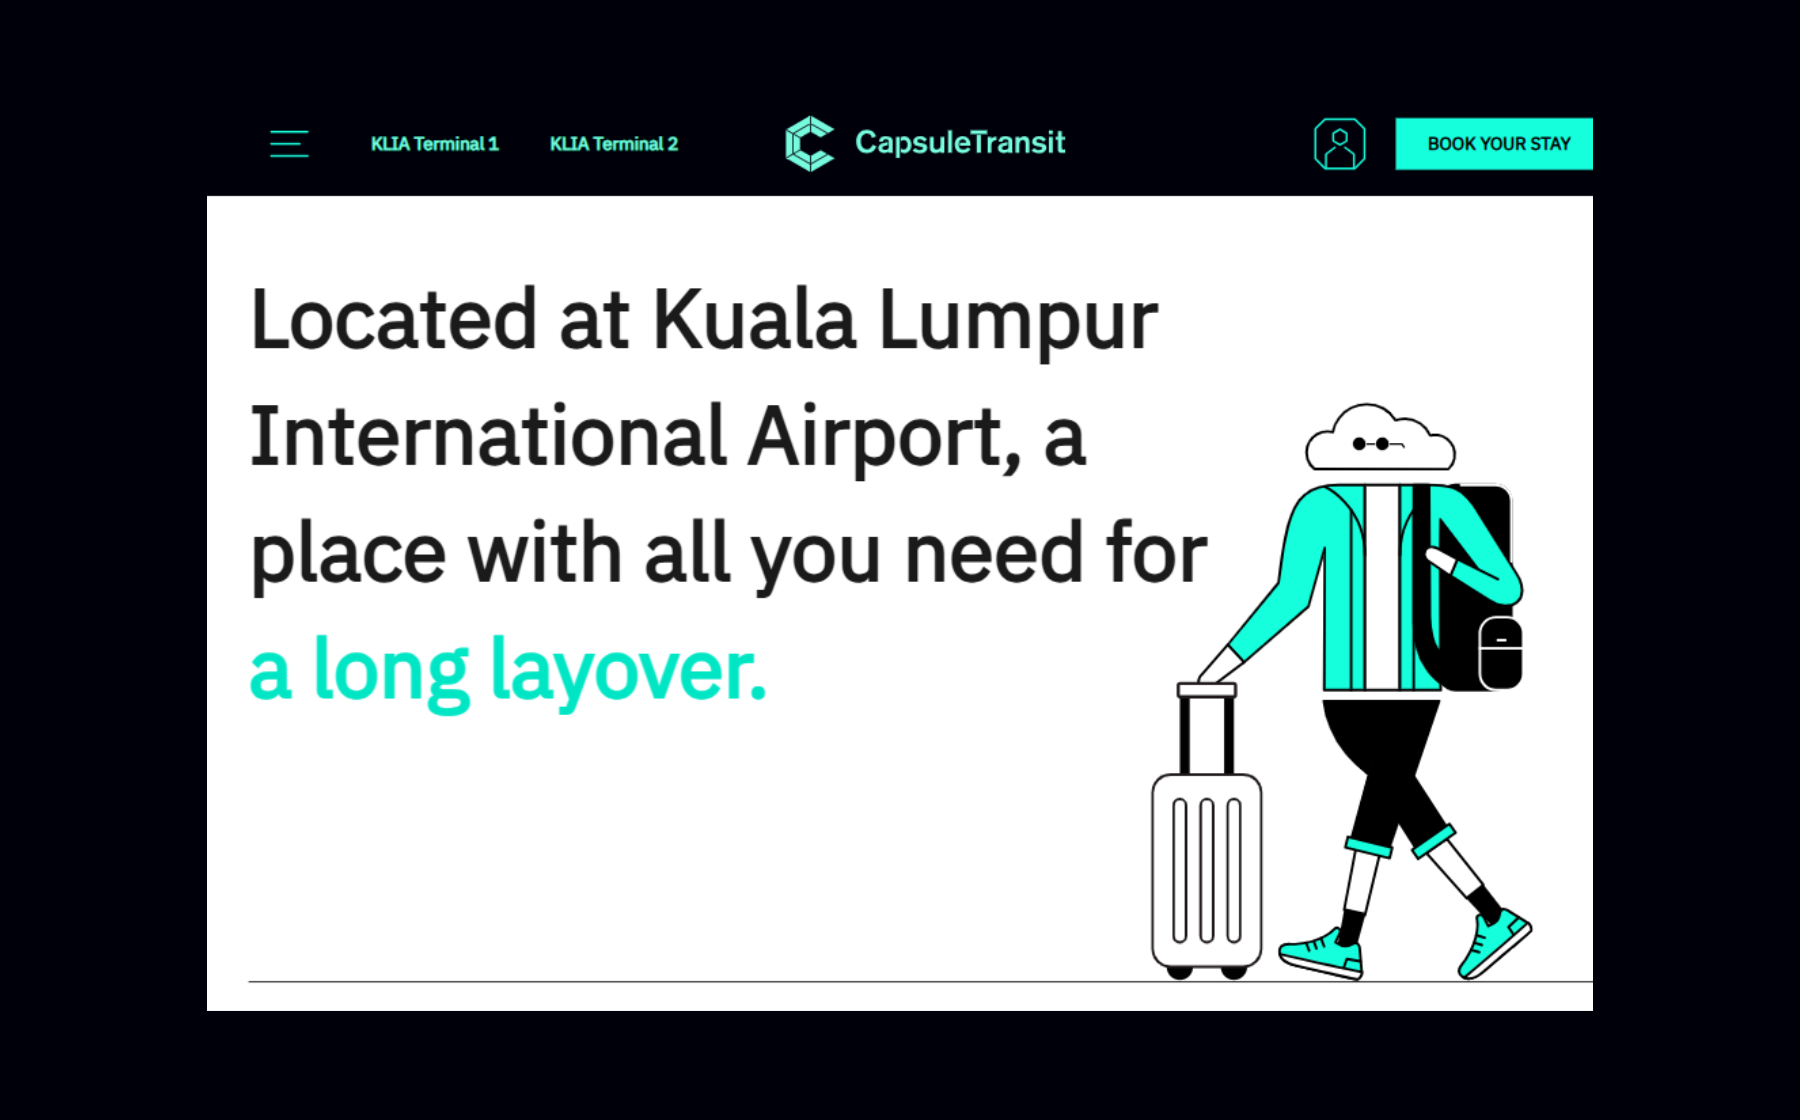 KLIA Terminal 1
KLIA Terminal 2
CapsuleTransit
BOOK YOUR STAY
Located at Kuala Lumpur
International Airport, a
place with all you need for
a long layover.